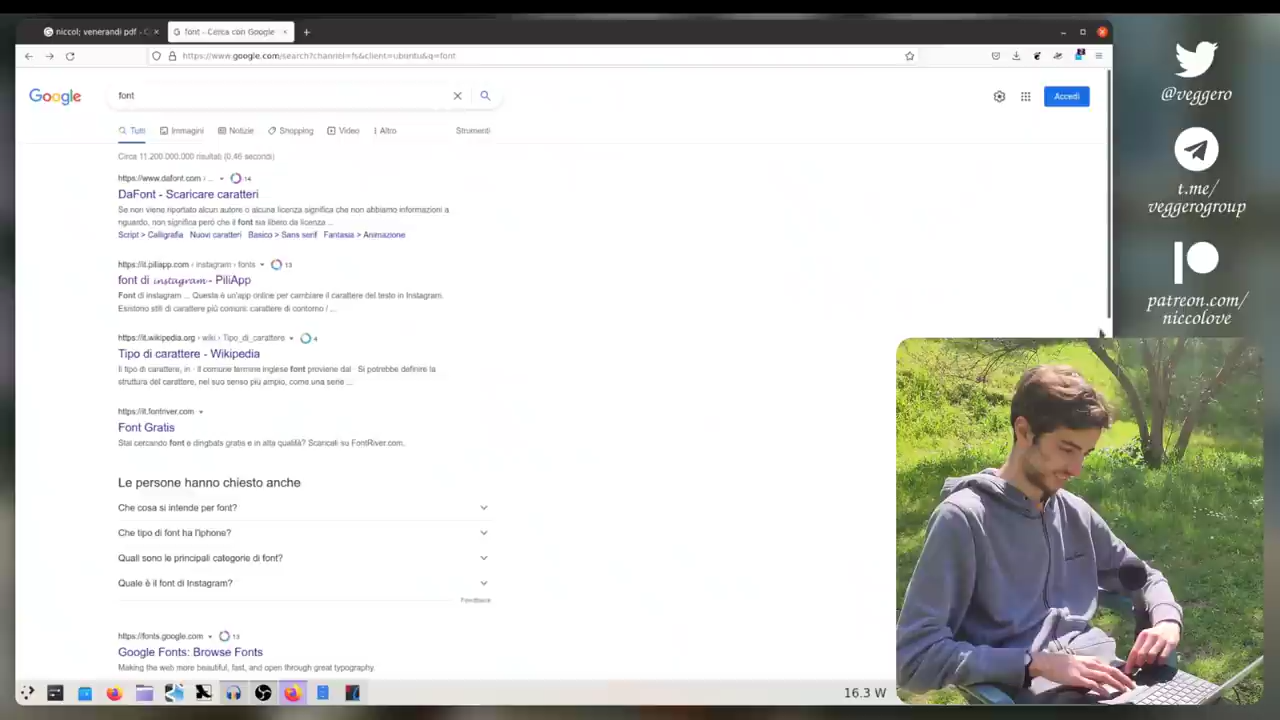 niccol; venerandi pdf - C
font - Cerca con Google
https://www.google.com/search?channel=fs&client=ubuntu&q=font
Google
font
Accedi
Tutti Immagini Notizie Shopping Video Altro Strumenti
Circa 11.200.000.000 risultati (0,46 secondi)
https://www.dafont.com › ... 14
DaFont - Scaricare caratteri
Se non viene riportato alcun autore o alcuna licenza significa che non abbiamo informazioni a
riguardo, non significa però che il font sia libero da licenza ...
Script > Calligrafia Nuovi caratteri Basico > Sans serif Fantasia > Animazione
https://it.piliapp.com › instagram › fonts 13
font di instagram - PiliApp
Font di instagram ... Questa è un'app online per cambiare il carattere del testo in Instagram.
Esistono stili di carattere più comuni: carattere di contorno / ...
https://it.wikipedia.org › wiki › Tipo_di_carattere 4
Tipo di carattere - Wikipedia
Il tipo di carattere, in · il comune termine inglese font proviene dal · Si potrebbe definire la
struttura del carattere, nel suo senso più ampio, come una serie ...
https://it.fontriver.com
Font Gratis
Stai cercando font e dingbats gratis e in alta qualità? Scaricali su FontRiver.com.
Le persone hanno chiesto anche
Che cosa si intende per font?
Che tipo di font ha l'iphone?
Quali sono le principali categorie di font?
Quale è il font di Instagram?
Feedback
https://fonts.google.com 13
Google Fonts: Browse Fonts
Making the web more beautiful, fast, and open through great typography.
16.3 W
@veggero
t.me/
veggerogroup
patreon.com/
niccolove